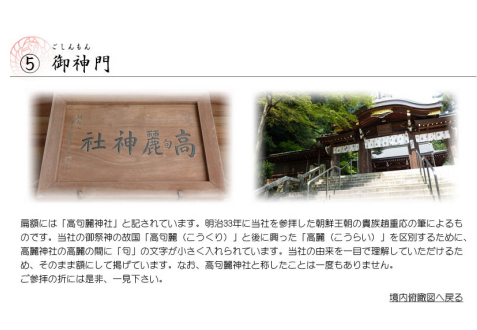 ごしんもん
⑤ 御神門
高句麗神社
扁額には「高句麗神社」と記されています。明治33年に当社を参拝した朝鮮王朝の貴族趙重応の筆によるも
のです。当社の御祭神の故国「高句麗（こうくり）」と後に興った「高麗（こうらい）」を区別するために、
高麗神社の高麗の間に「句」の文字が小さく入れられています。当社の由来を一目で理解していただけるた
め、そのまま額にして掲げています。なお、高句麗神社と称したことは一度もありません。
ご参拝の折には是非、一見下さい。
境内俯瞰図へ戻る